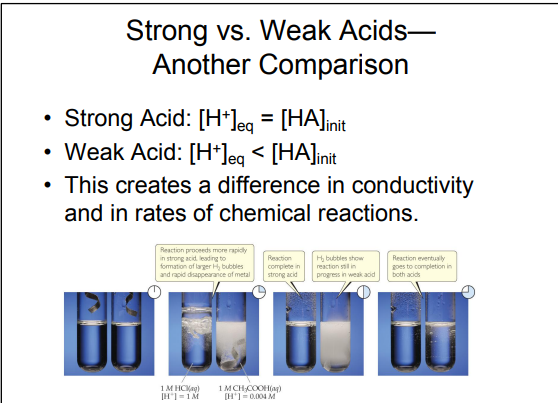 Strong vs. Weak Acids—
Another Comparison
• Strong Acid: [H⁺]eq = [HA]init
• Weak Acid: [H⁺]eq < [HA]init
• This creates a difference in conductivity
and in rates of chemical reactions.
Reaction proceeds more rapidly
in strong acid, leading to
formation of larger H₂ bubbles
and rapid disappearance of metal
Reaction
complete in
strong acid
H₂ bubbles show
reaction still in
progress in weak acid
Reaction eventually
goes to completion in
both acids
1 M HCl(aq)
[H⁺] = 1 M
1 M CH₃COOH(aq)
[H⁺] = 0.004 M